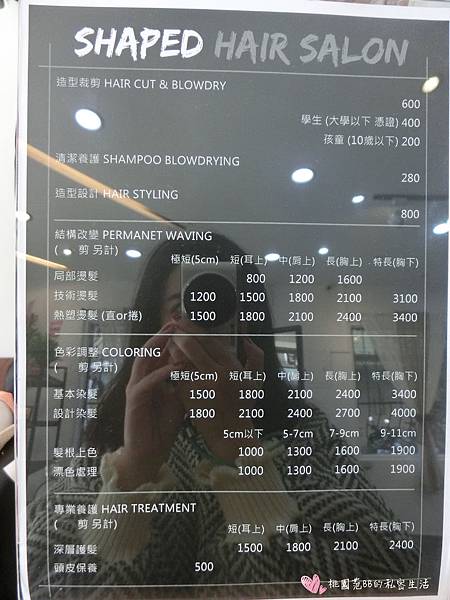 SHAPED HAIR SALON
造型裁剪 HAIR CUT & BLOWDRY
600
學生 (大學以下 憑證) 400
孩童 (10歲以下) 200
清潔養護 SHAMPOO BLOWDRYING
280
造型設計 HAIR STYLING
800
結構改變 PERMANET WAVING
( 剪 另計)
極短(5cm) 短(耳上) 中(肩上) 長(胸上) 特長(胸下)
局部燙髮 800 1200 1600
技術燙髮 1200 1500 1800 2100 3100
熱塑燙髮 (直or捲) 1500 1800 2100 2400 3400
色彩調整 COLORING
( 剪 另計)
極短(5cm) 短(耳上) 中(肩上) 長(胸上) 特長(胸下)
基本染髮 1500 1800 2100 2400 3400
設計染髮 1800 2100 2400 2700 4000
5cm以下 5-7cm 7-9cm 9-11cm
髮根上色 1000 1300 1600 1900
漂色處理 1000 1300 1600 1900
專業養護 HAIR TREATMENT
( 剪 另計)
短(耳上) 中(肩上) 長(胸上) 特長(胸下)
深層護髮 1500 1800 2100 2400
頭皮保養 500
桃園范BB的私密生活